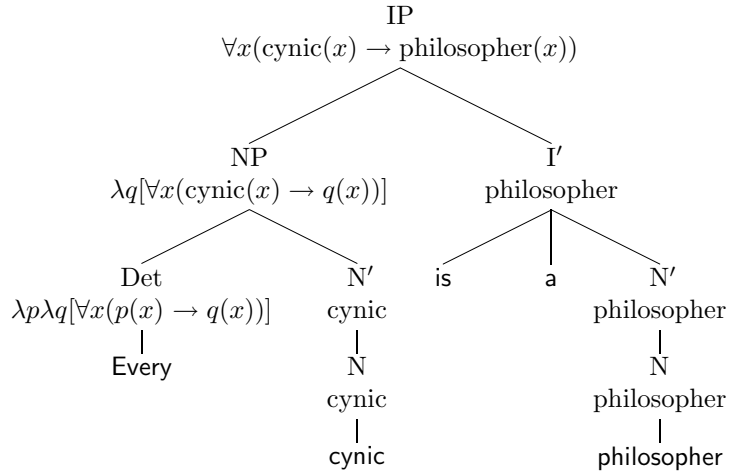 IP
∀x(cynic(x) → philosopher(x))
NP I′
λq[∀x(cynic(x) → q(x))] philosopher
Det N′ is a N′
λpλq[∀x(p(x) → q(x))] cynic philosopher
Every N N
cynic philosopher
cynic philosopher